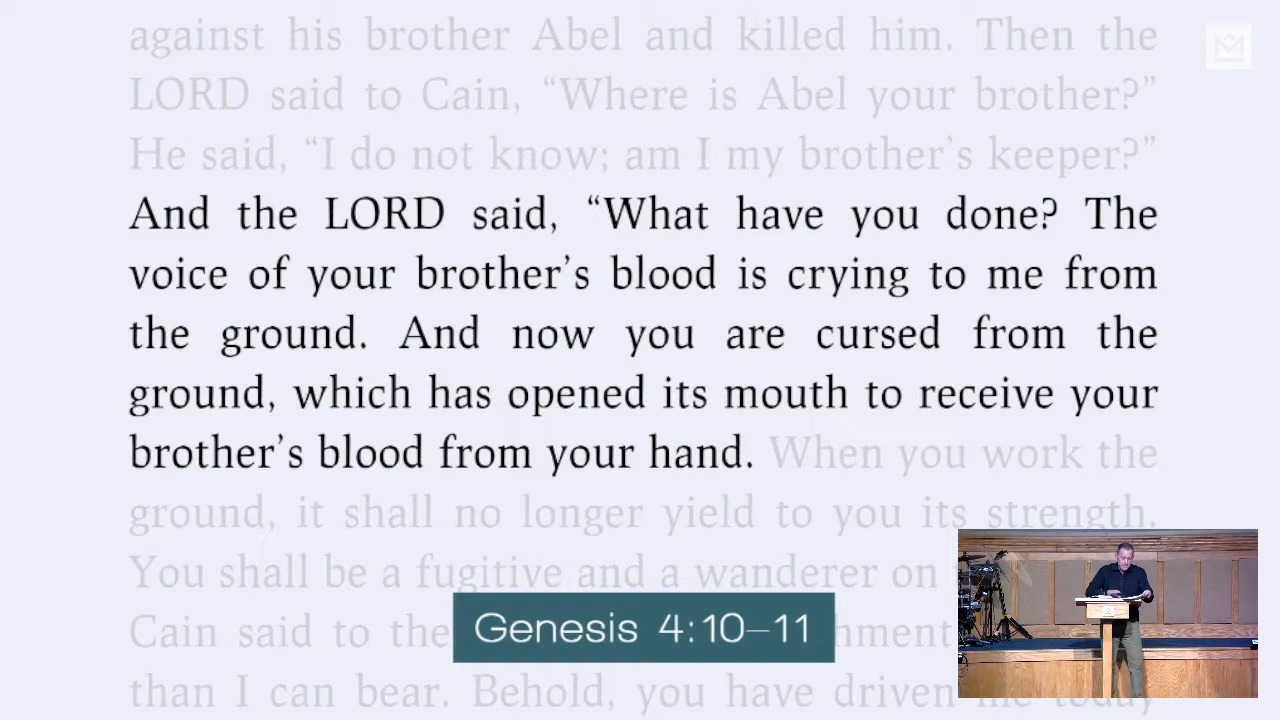 against his brother Abel and killed him. Then the
LORD said to Cain, “Where is Abel your brother?”
He said, “I do not know; am I my brother’s keeper?”
And the LORD said, “What have you done? The
voice of your brother’s blood is crying to me from
the ground. And now you are cursed from the
ground, which has opened its mouth to receive your
brother’s blood from your hand. When you work the
ground, it shall no longer yield to you its strength.
You shall be a fugitive and a wanderer on
Cain said to the
than I can bear. Behold, you have driven me today
Genesis 4:10–11